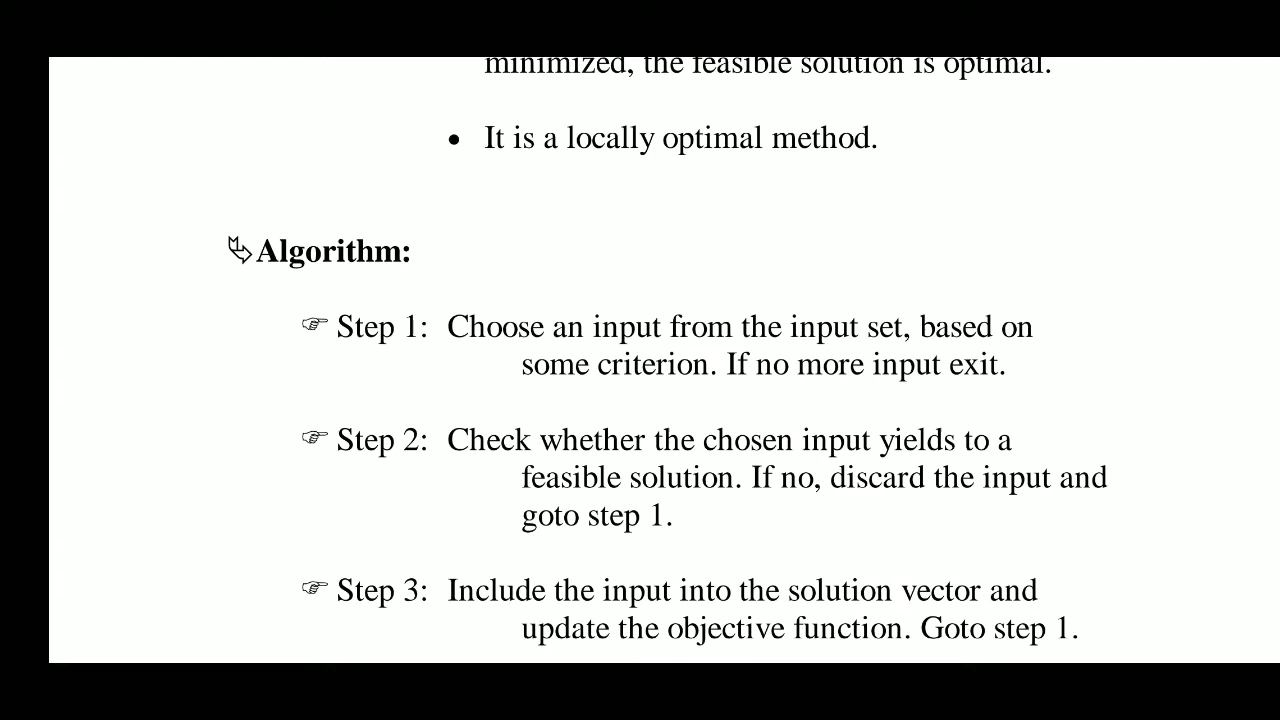 minimized, the feasible solution is optimal.
• It is a locally optimal method.
Algorithm:
Step 1: Choose an input from the input set, based on
some criterion. If no more input exit.
Step 2: Check whether the chosen input yields to a
feasible solution. If no, discard the input and
goto step 1.
Step 3: Include the input into the solution vector and
update the objective function. Goto step 1.